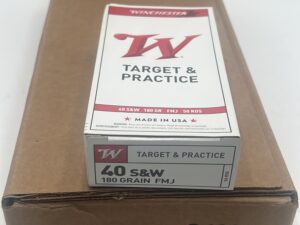 WINCHESTER
W
TARGET &
PRACTICE
40 S&W 180 GR FMJ 50 RDS
★ MADE IN USA ★
W TARGET & PRACTICE
40 S&W
180 GRAIN FMJ